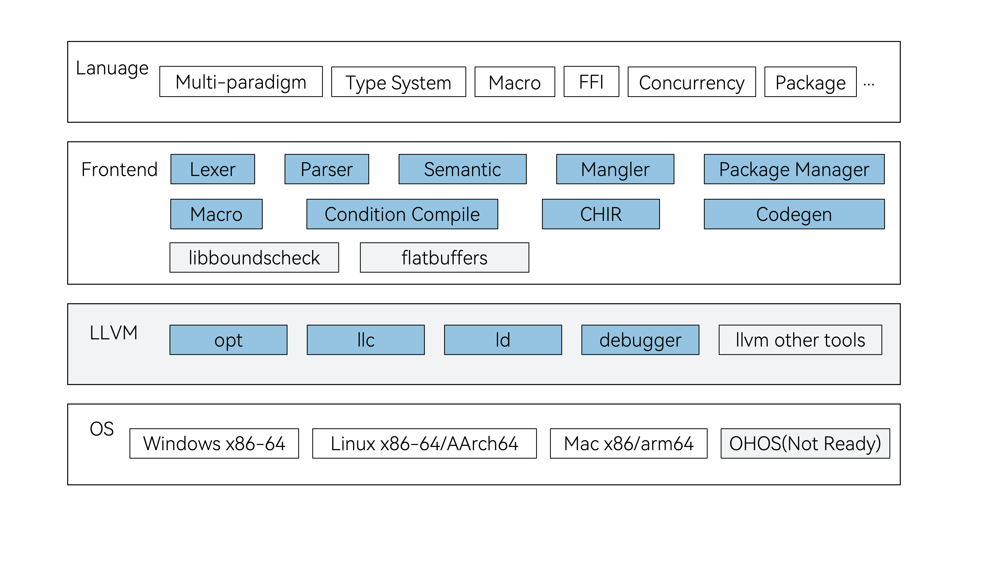 Lanuage
Multi-paradigm
Type System
Macro
FFI
Concurrency
Package
...
Frontend
Lexer
Parser
Semantic
Mangler
Package Manager
Macro
Condition Compile
CHIR
Codegen
libboundscheck
flatbuffers
LLVM
opt
llc
ld
debugger
llvm other tools
OS
Windows x86-64
Linux x86-64/AArch64
Mac x86/arm64
OHOS(Not Ready)